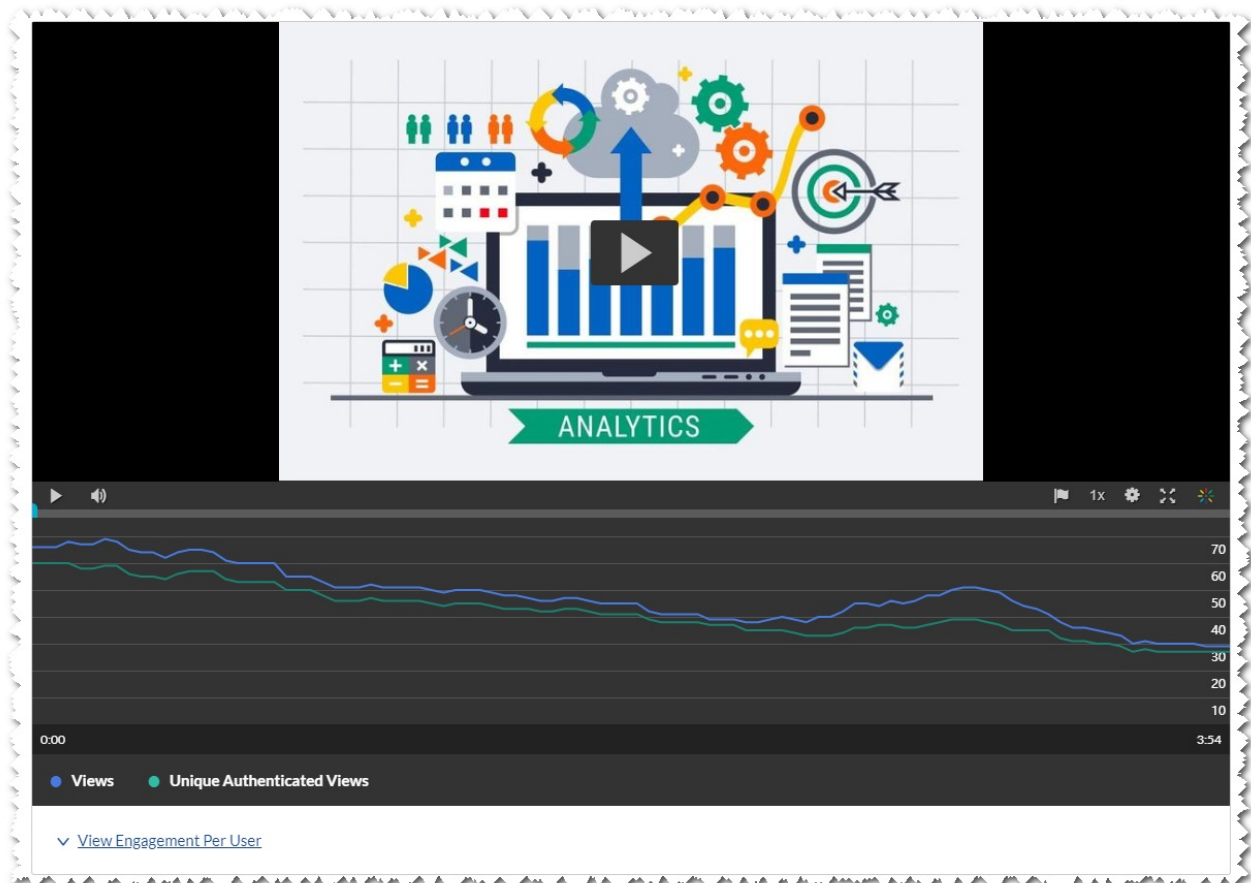 ANALYTICS
1x
70
60
50
40
30
20
10
0:00
3:54
Views
Unique Authenticated Views
View Engagement Per User